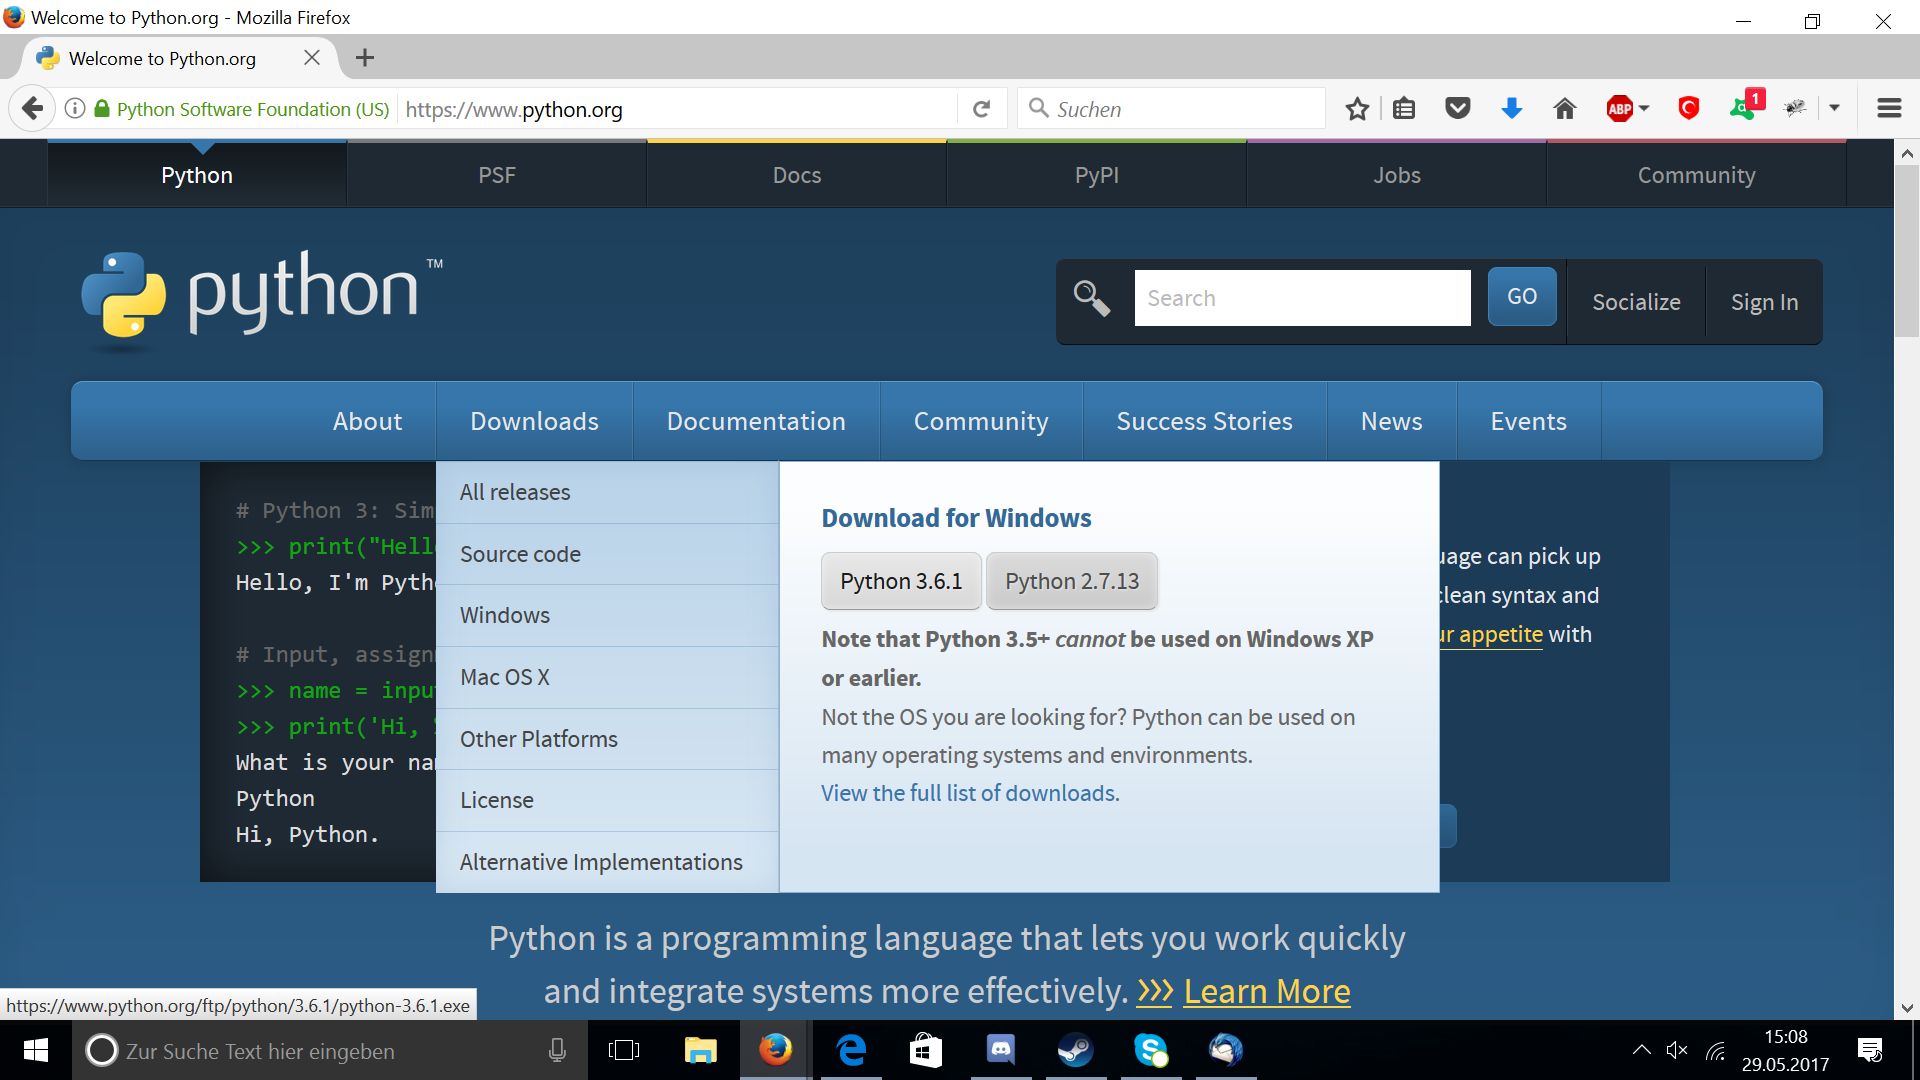 Welcome to Python.org - Mozilla Firefox
Welcome to Python.org
Python Software Foundation (US)
https://www.python.org
Suchen
ABP
1
Python
PSF
Docs
PyPI
Jobs
Community
python™
Search
GO
Socialize
Sign In
About
Downloads
Documentation
Community
Success Stories
News
Events
# Python 3: Sim
>>> print("Hello
Hello, I'm Pyth
# Input, assign
>>> name = inpu
>>> print('Hi,
What is your na
Python
Hi, Python.
All releases
Source code
Windows
Mac OS X
Other Platforms
License
Alternative Implementations
Download for Windows
Python 3.6.1
Python 2.7.13
Note that Python 3.5+ cannot be used on Windows XP
or earlier.
Not the OS you are looking for? Python can be used on
many operating systems and environments.
View the full list of downloads.
uage can pick up
clean syntax and
ur appetite with
Python is a programming language that lets you work quickly
and integrate systems more effectively. >>> Learn More
https://www.python.org/ftp/python/3.6.1/python-3.6.1.exe
Zur Suche Text hier eingeben
15:08
29.05.2017